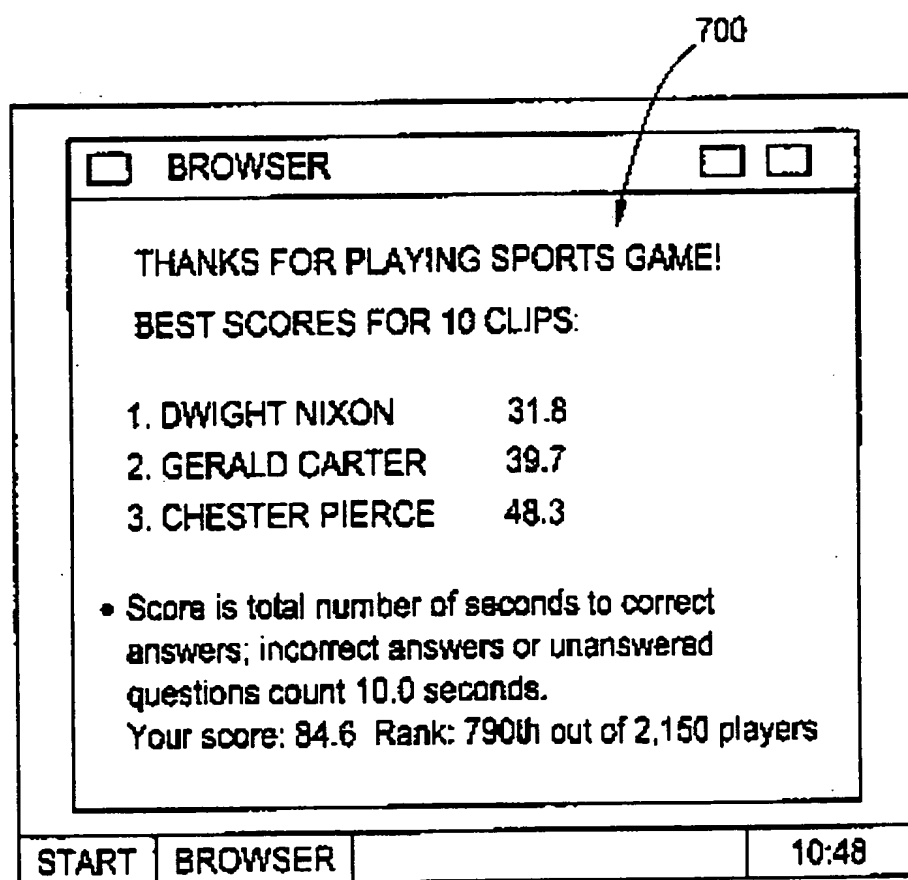 700
BROWSER
THANKS FOR PLAYING SPORTS GAME!
BEST SCORES FOR 10 CLIPS:
1. DWIGHT NIXON 31.8
2. GERALD CARTER 39.7
3. CHESTER PIERCE 48.3
• Score is total number of seconds to correct
answers; incorrect answers or unanswered
questions count 10.0 seconds.
Your score: 84.6 Rank: 790th out of 2,150 players
START BROWSER 10:48